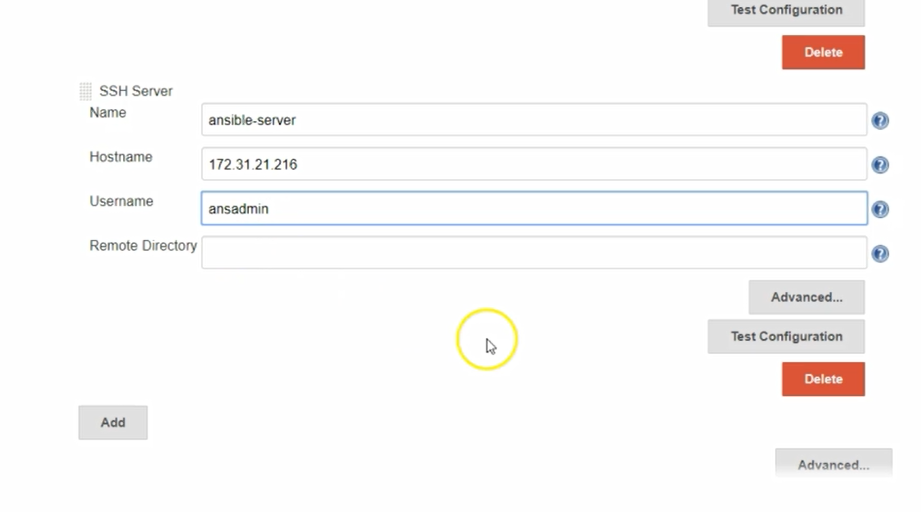 Test Configuration
Delete
SSH Server
Name
ansible-server
Hostname
172.31.21.216
Username
ansadmin
Remote Directory
Advanced...
Test Configuration
Delete
Add
Advanced...